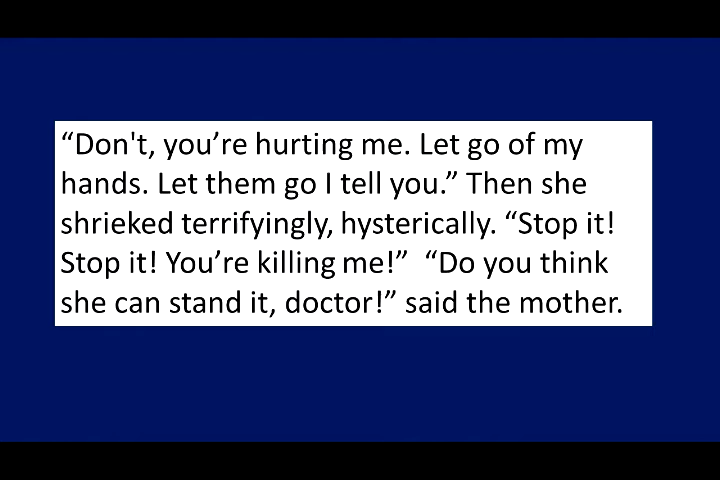 “Don't, you’re hurting me. Let go of my
hands. Let them go I tell you.” Then she
shrieked terrifyingly, hysterically. “Stop it!
Stop it! You’re killing me!”  “Do you think
she can stand it, doctor!” said the mother.